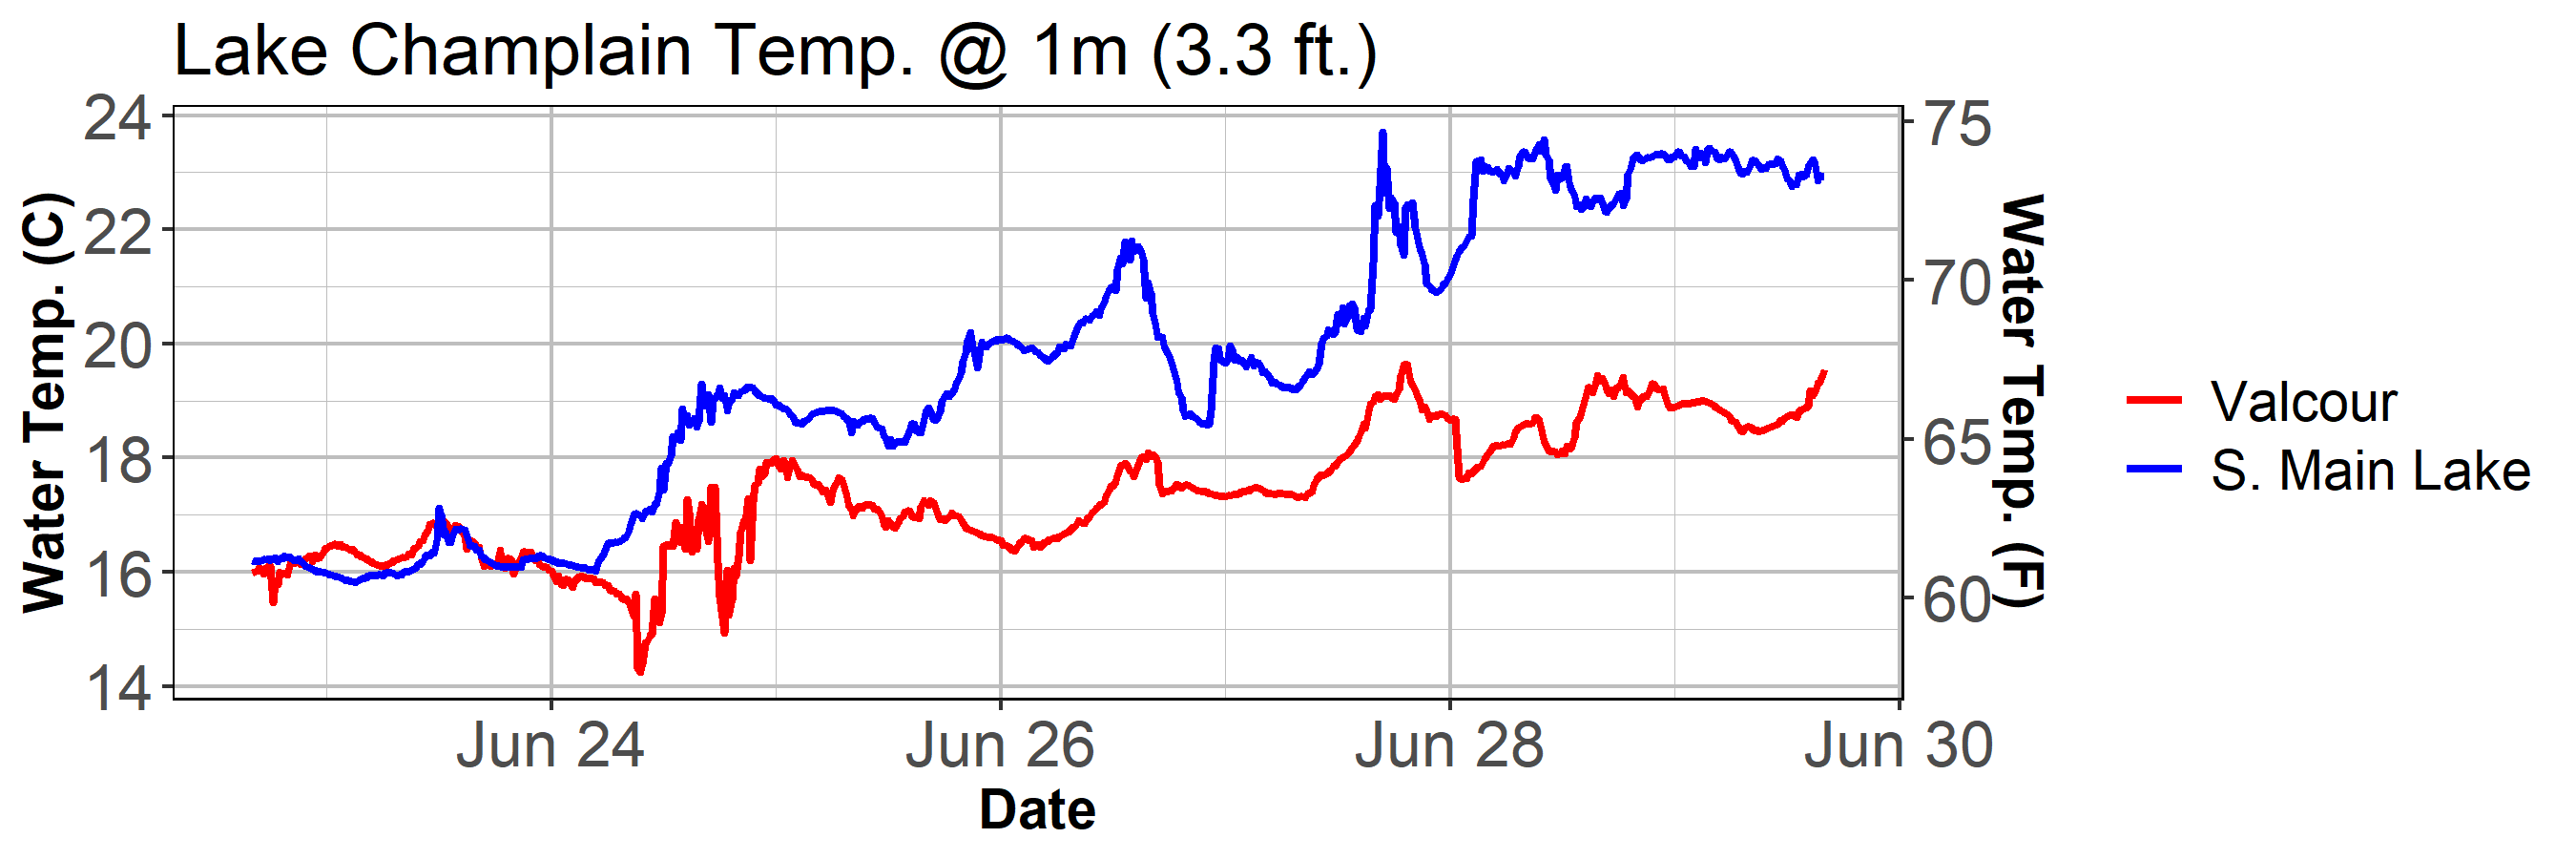 Lake Champlain Temp. @ 1m (3.3 ft.)
Water Temp. (C)
24
22
20
18
16
14
75
70
65
60
Water Temp. (F)
Jun 24
Jun 26
Jun 28
Jun 30
Date
Valcour
S. Main Lake